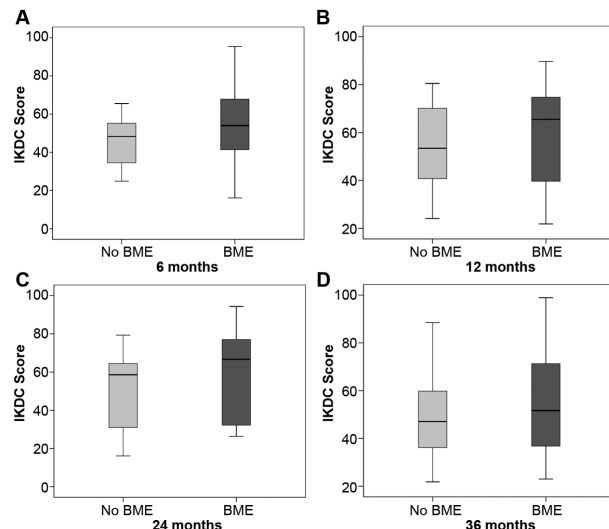 A
IKDC Score
100
80
60
40
20
0
No BME
BME
6 months
B
IKDC Score
100
80
60
40
20
No BME
BME
12 months
C
IKDC Score
100
80
60
40
20
0
No BME
BME
24 months
D
IKDC Score
100
80
60
40
20
No BME
BME
36 months